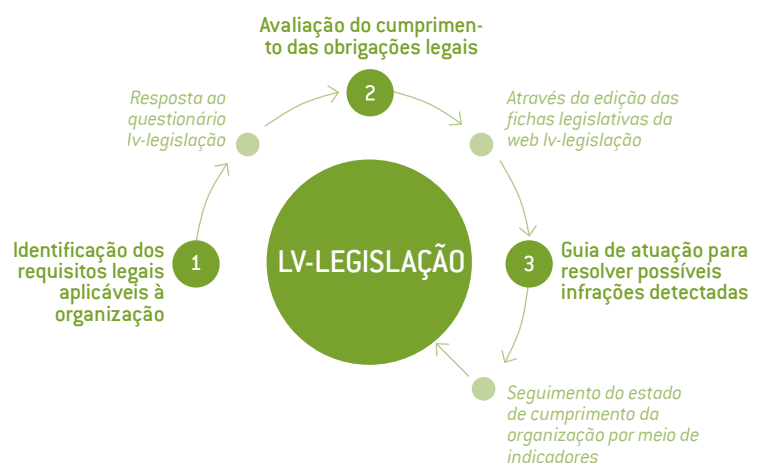 Avaliação do cumprimen-
to das obrigações legais
2
Resposta ao
questionário
lv-legislação
Através da edição das
fichas legislativas da
web lv-legislação
Identificação dos
requisitos legais
aplicáveis à
organização
1
LV-LEGISLAÇÃO
3
Guia de atuação para
resolver possíveis
infrações detectadas
Seguimento do estado
de cumprimento da
organização por meio de
indicadores